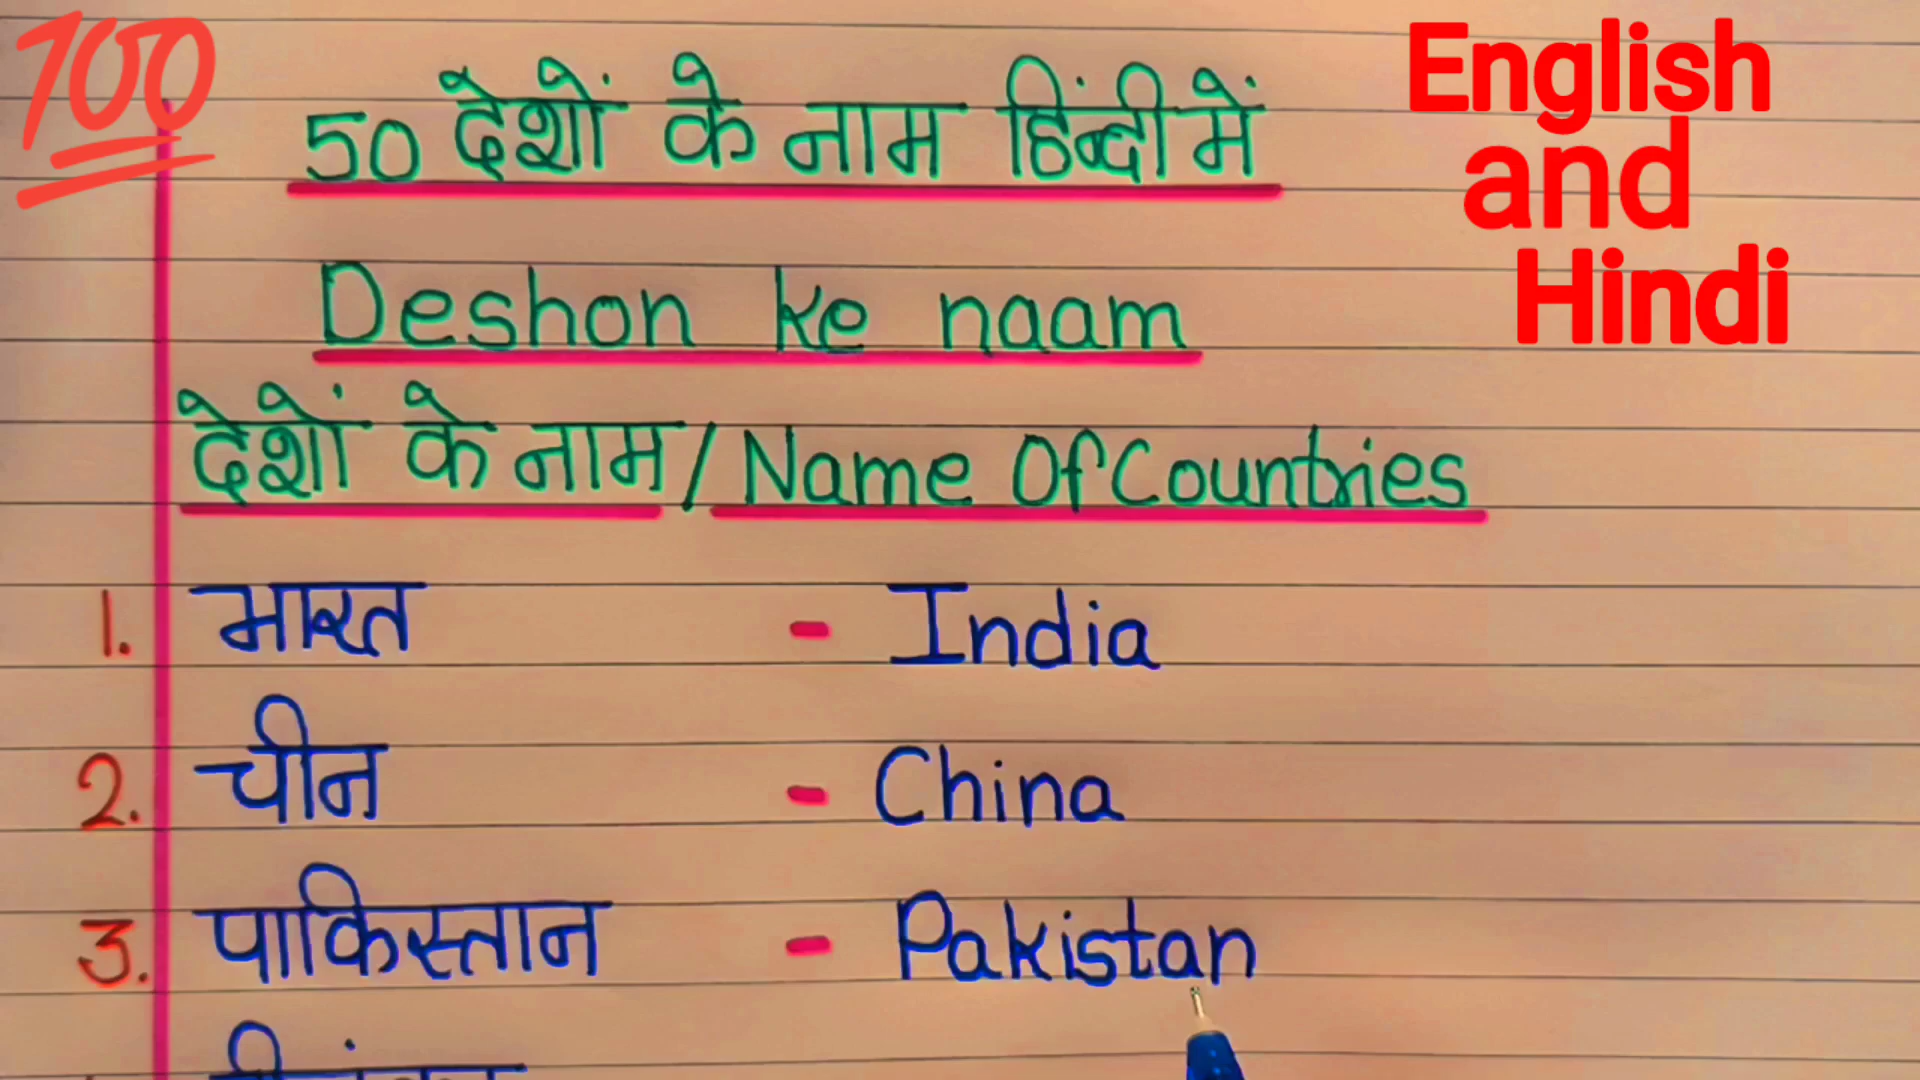 100
50 देशों के नाम हिंन्दी में
English
and
Hindi
Deshon ke naam
देशों के नाम / Name Of Countries
1. भारत - India
2. चीन - China
3. पाकिस्तान - Pakistan